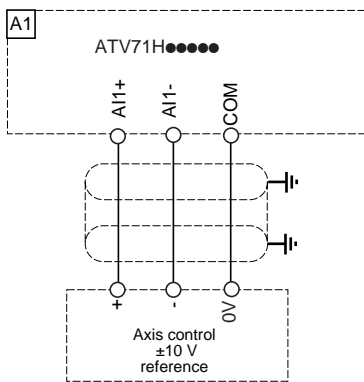 A1
ATV71H●●●●●
AI1+
AI1-
COM
+
-
0V
Axis control
±10 V
reference